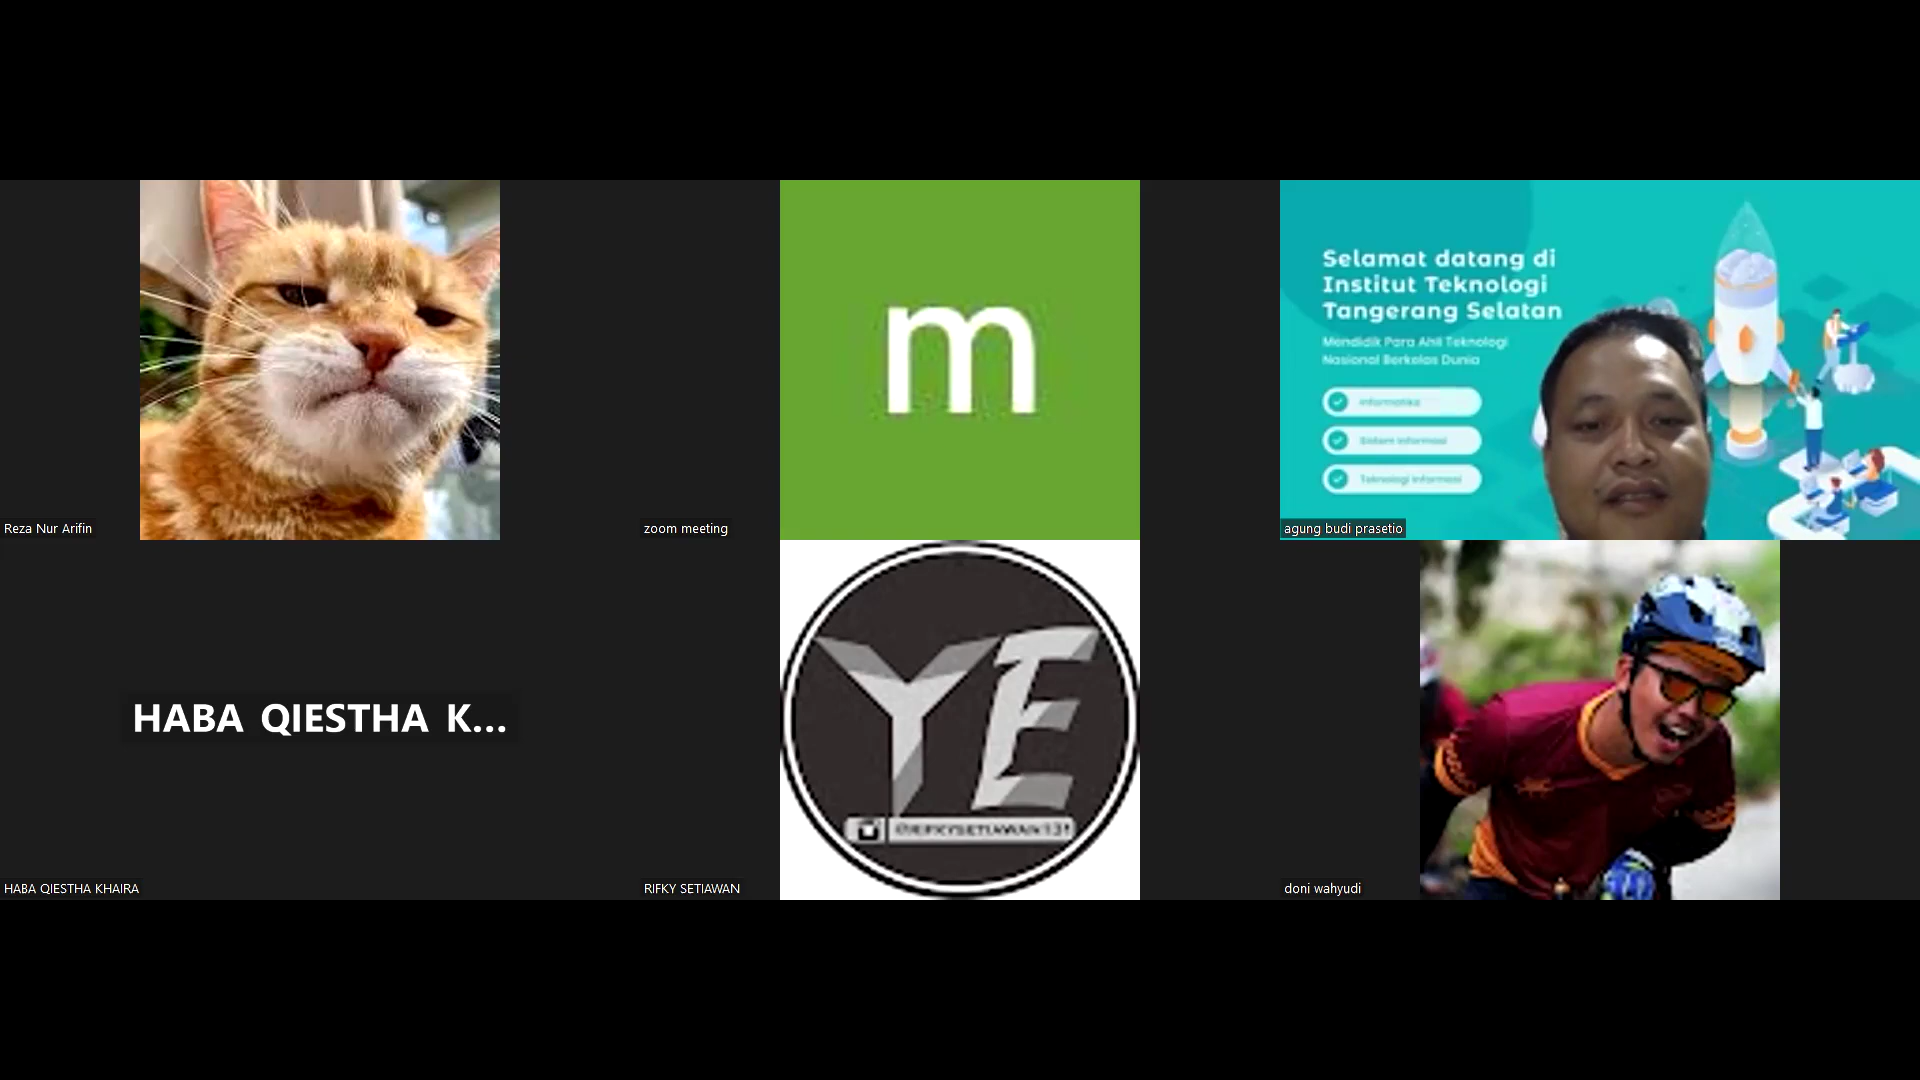 Reza Nur Arifin
m
zoom meeting
Selamat datang di
Institut Teknologi
Tangerang Selatan
Mendidik Para Ahli Teknologi
Nasional Berkelas Dunia
Informatika
Sistem Informasi
Teknologi Informasi
agung budi prasetio
HABA QIESTHA K...
HABA QIESTHA KHAIRA
YE
@RIFKYSETIAWAN131
RIFKY SETIAWAN
doni wahyudi